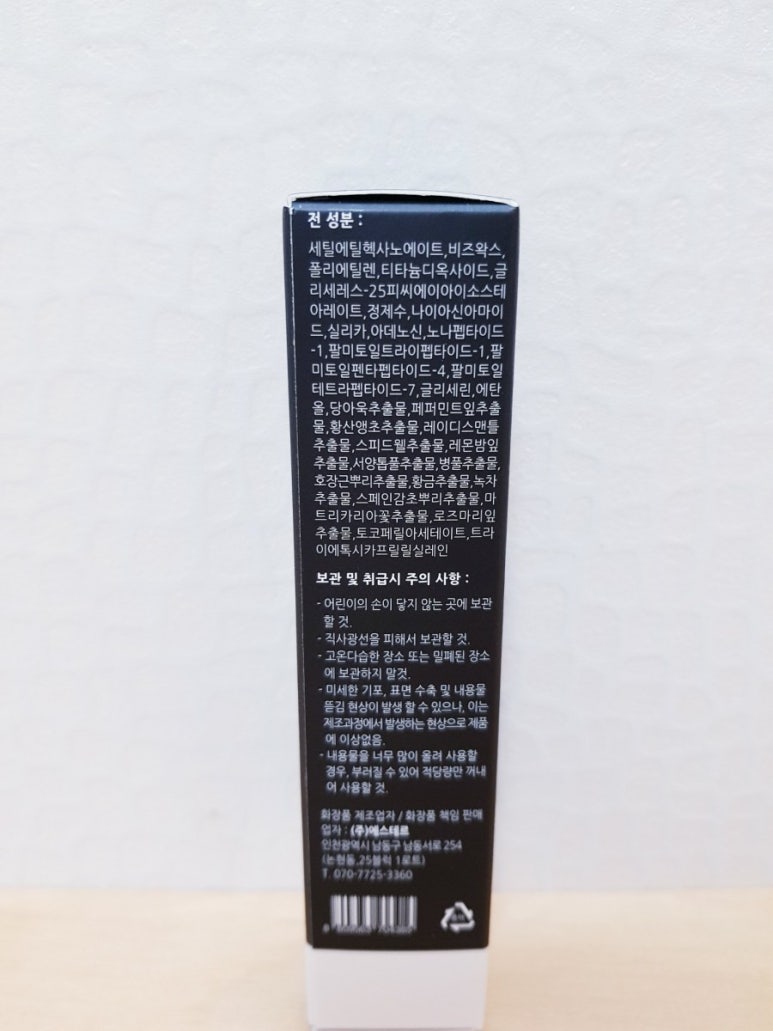 전 성분 :
세틸에틸헥사노에이트,비즈왁스,
폴리에틸렌,티타늄디옥사이드,글
리세레스-25피씨에이아이소스테
아레이트,정제수,나이아신아마이
드,실리카,아데노신,노나펩타이드
-1,팔미토일트라이펩타이드-1,팔
미토일펜타펩타이드-4,팔미토일
테트라펩타이드-7,글리세린,에탄
올,당아욱추출물,페퍼민트잎추출
물,황산앵초추출물,레이디스맨틀
추출물,스피드웰추출물,레몬밤잎
추출물,서양톱풀추출물,병풀추출물,
호장근뿌리추출물,황금추출물,녹차
추출물,스페인감초뿌리추출물,마
트리카리아꽃추출물,로즈마리잎
추출물,토코페릴아세테이트,트라
이에톡시카프릴릴실레인
보관 및 취급시 주의 사항 :
- 어린이의 손이 닿지 않는 곳에 보관
할 것.
- 직사광선을 피해서 보관할 것.
- 고온다습한 장소 또는 밀폐된 장소
에 보관하지 말것.
- 미세한 기포, 표면 수축 및 내용물
뜯김 현상이 발생 할 수 있으나, 이는
제조과정에서 발생하는 현상으로 제품
에 이상없음.
- 내용물을 너무 많이 올려 사용할
경우, 부러질 수 있어 적당량만 꺼내
어 사용할 것.
화장품 제조업자 / 화장품 책임 판매
업자 : (주)에스테르
인천광역시 남동구 남동서로 254
(논현동,25블럭 1로트)
T. 070-7725-3360